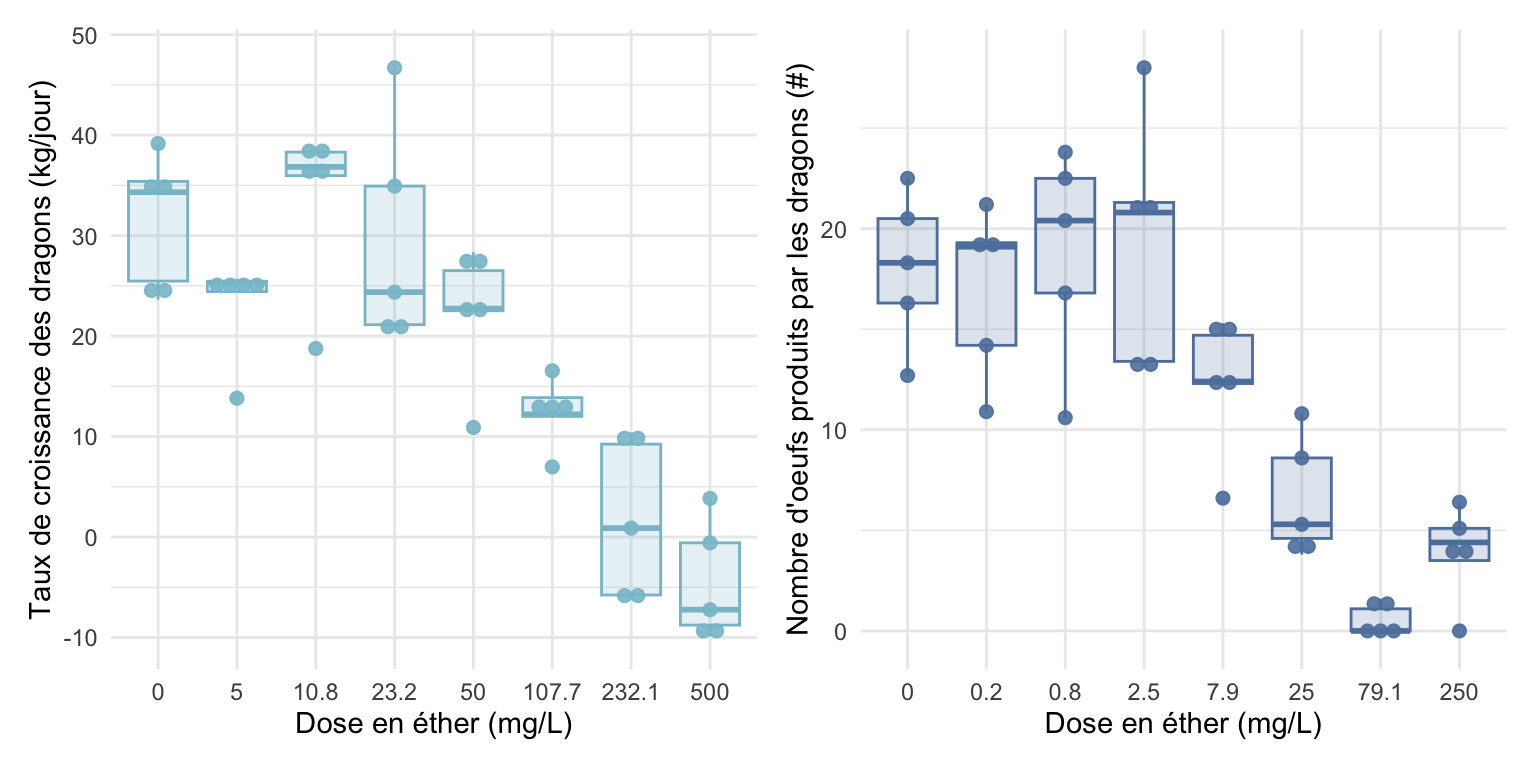 Taux de croissance des dragons (kg/jour)
50
40
30
20
10
0
-10
0 5 10.8 23.2 50 107.7 232.1 500
Dose en éther (mg/L)
Nombre d'oeufs produits par les dragons (#)
20
10
0
0 0.2 0.8 2.5 7.9 25 79.1 250
Dose en éther (mg/L)